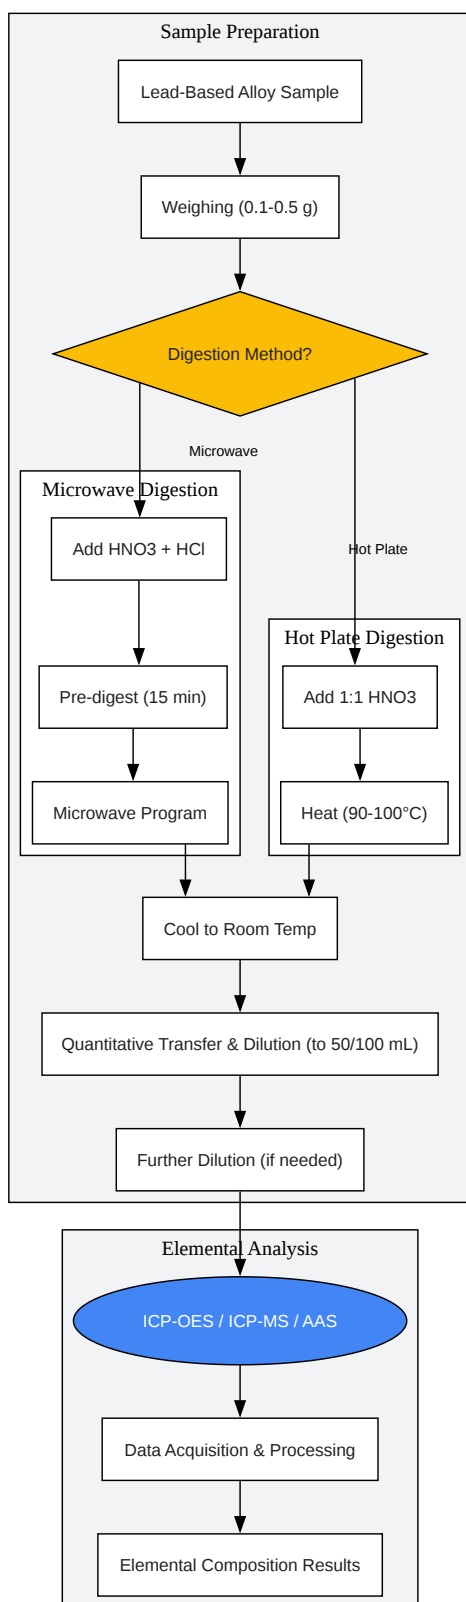 Sample Preparation
Lead-Based Alloy Sample
Weighing (0.1-0.5 g)
Digestion Method?
Microwave
Microwave Digestion
Add HNO3 + HCl
Hot Plate
Hot Plate Digestion
Pre-digest (15 min)
Add 1:1 HNO3
Microwave Program
Heat (90-100°C)
Cool to Room Temp
Quantitative Transfer & Dilution (to 50/100 mL)
Further Dilution (if needed)
Elemental Analysis
ICP-OES / ICP-MS / AAS
Data Acquisition & Processing
Elemental Composition Results